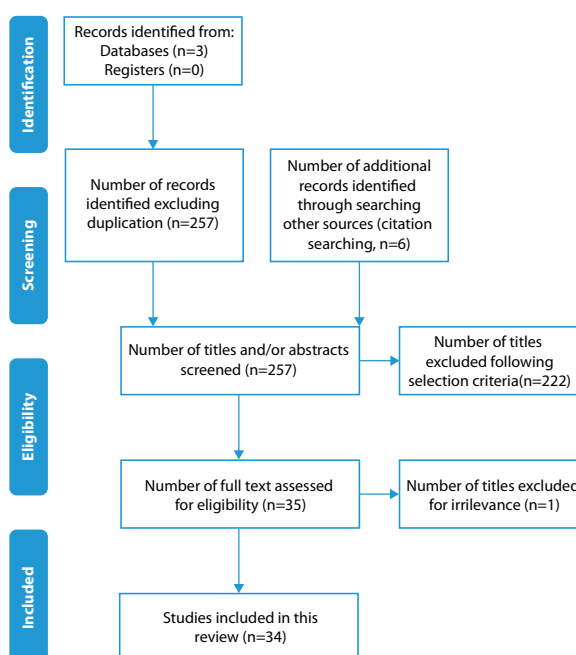 Identification
Records identified from:
Databases (n=3)
Registers (n=0)
Screening
Number of records
identified excluding
duplication (n=257)
Number of additional
records identified
through searching
other sources (citation
searching, n=6)
Number of titles and/or abstracts
screened (n=257)
Number of titles
excluded following
selection criteria(n=222)
Eligibility
Number of full text assessed
for eligibility (n=35)
Number of titles excluded
for irrilevance (n=1)
Included
Studies included in this
review (n=34)